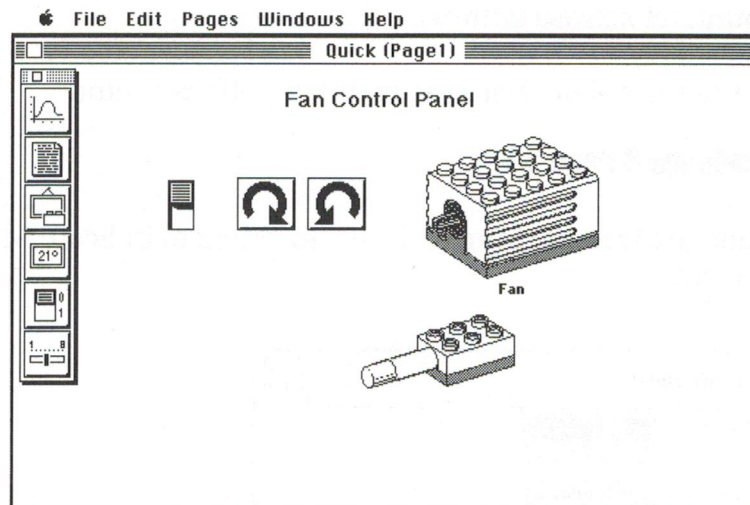 File Edit Pages Windows Help
Quick (Page1)
Fan Control Panel
21°
0
1
1......8
Fan